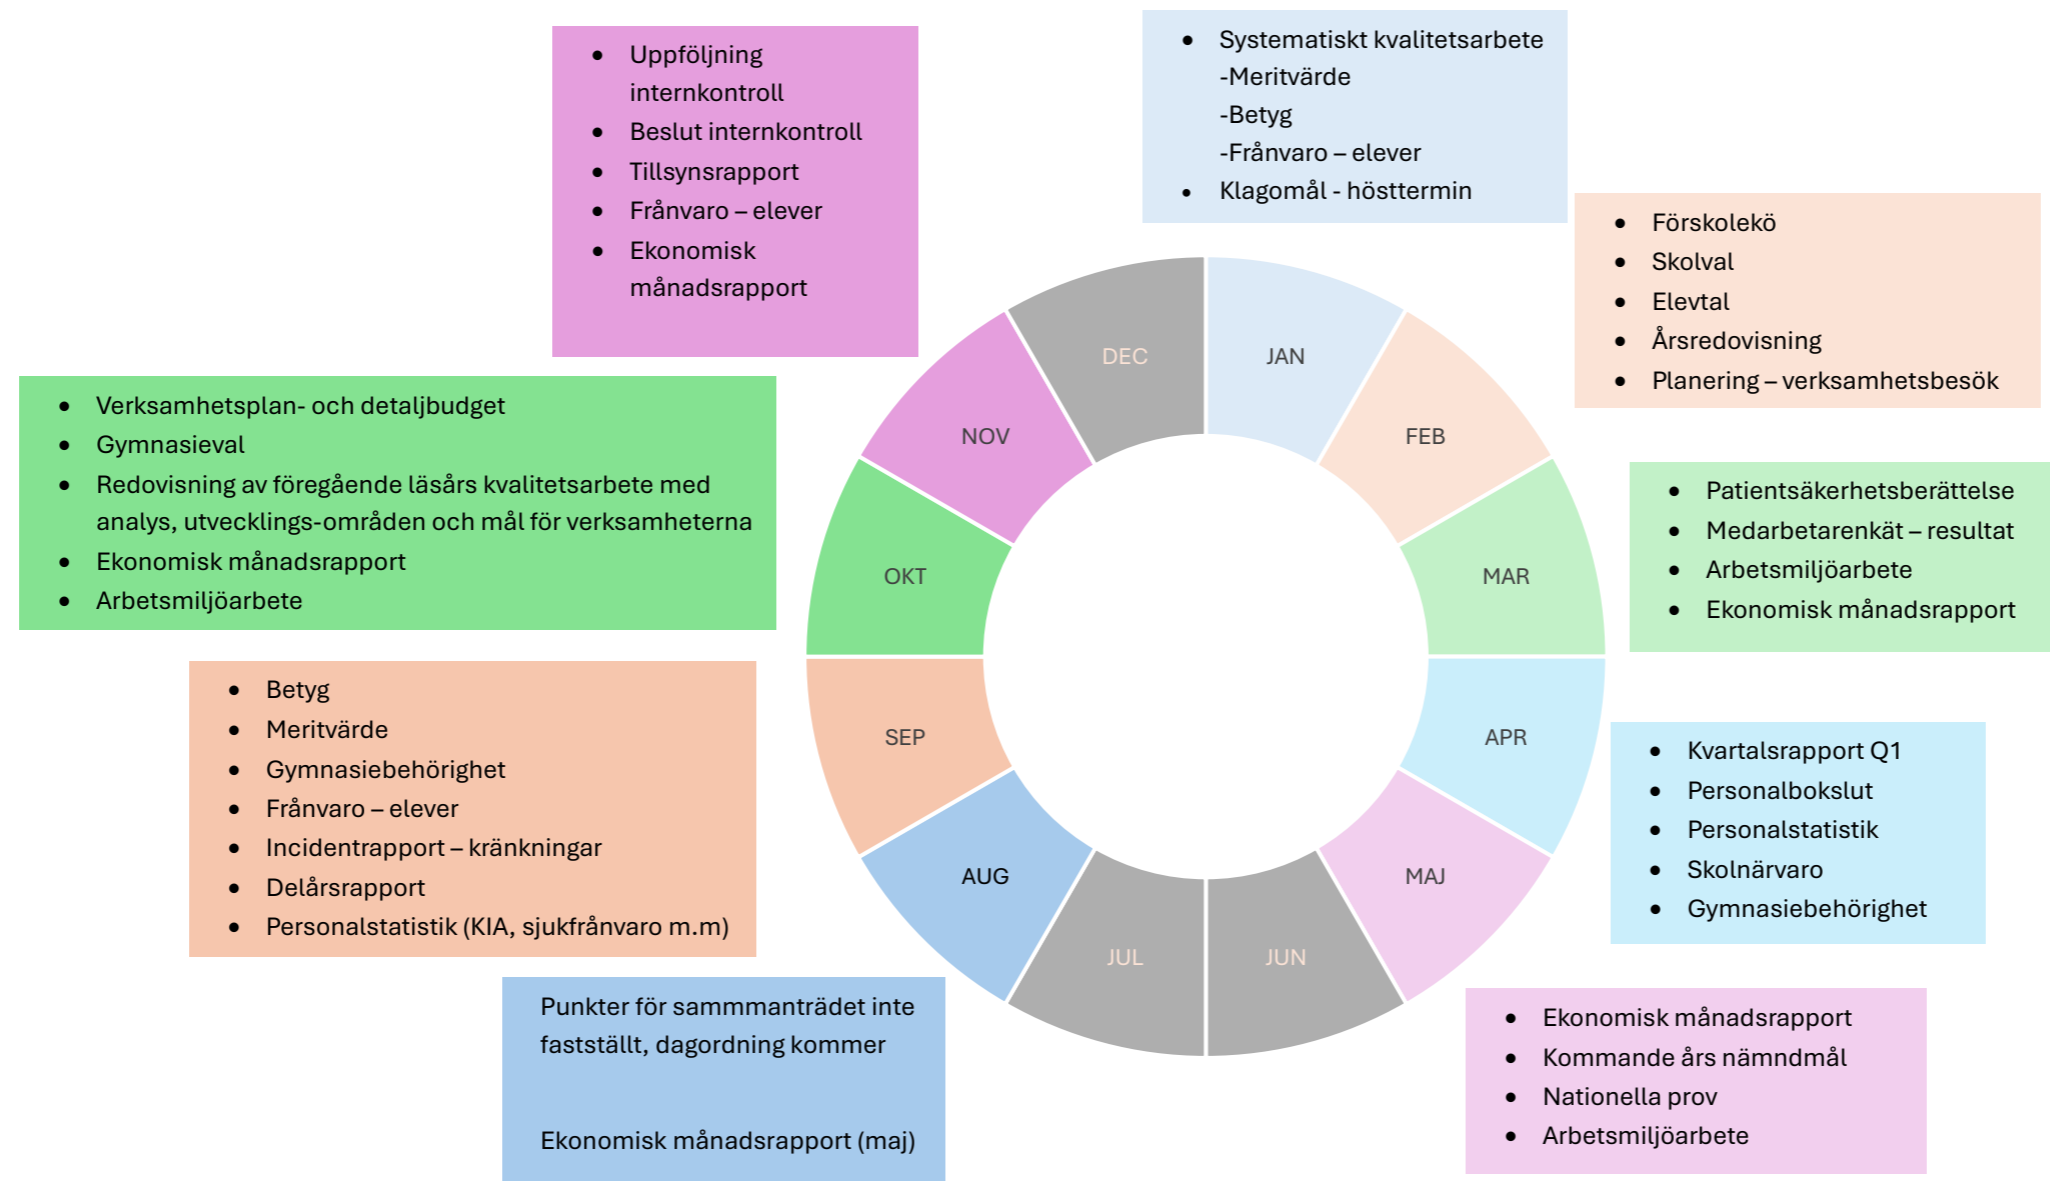 • Systematiskt kvalitetsarbete
-Meritvärde
-Betyg
-Frånvaro – elever
• Klagomål - hösttermin
• Förskolekö
• Skolval
• Elevtal
• Årsredovisning
• Planering – verksamhetsbesök
• Patientsäkerhetsberättelse
• Medarbetarenkät – resultat
• Arbetsmiljöarbete
• Ekonomisk månadsrapport
• Kvartalsrapport Q1
• Personalbokslut
• Personalstatistik
• Skolnärvaro
• Gymnasiebehörighet
• Ekonomisk månadsrapport
• Kommande års nämndmål
• Nationella prov
• Arbetsmiljöarbete
Punkter för sammmanträdet inte
fastställt, dagordning kommer
Ekonomisk månadsrapport (maj)
• Betyg
• Meritvärde
• Gymnasiebehörighet
• Frånvaro – elever
• Incidentrapport – kränkningar
• Delårsrapport
• Personalstatistik (KIA, sjukfrånvaro m.m)
• Verksamhetsplan- och detaljbudget
• Gymnasieval
• Redovisning av föregående läsårs kvalitetsarbete med
analys, utvecklings-områden och mål för verksamheterna
• Ekonomisk månadsrapport
• Arbetsmiljöarbete
• Uppföljning
internkontroll
• Beslut internkontroll
• Tillsynsrapport
• Frånvaro – elever
• Ekonomisk
månadsrapport
JAN
FEB
MAR
APR
MAJ
JUN
JUL
AUG
SEP
OKT
NOV
DEC